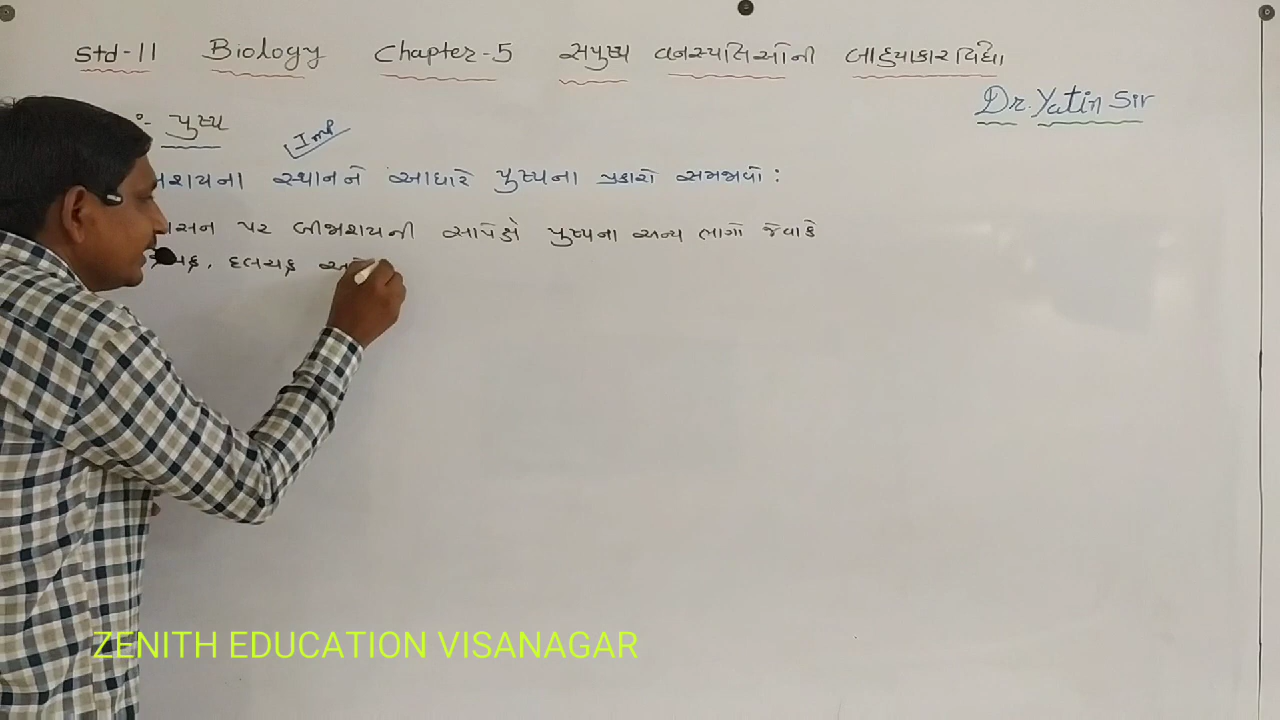 Std-11 Biology Chapter-5 સપુષ્પ વનસ્પતિઓની બાહ્યાકારવિદ્યા
Dr. Yatin Sir
:- પુષ્પ
Imp
સ્થાનને આધારે પુષ્પના પ્રકારો સમજાવો :
પર બીજાશયની સાપેક્ષે પુષ્પના અન્ય ભાગો જેવાકે
, દલચક્ર
ZENITH EDUCATION VISANAGAR